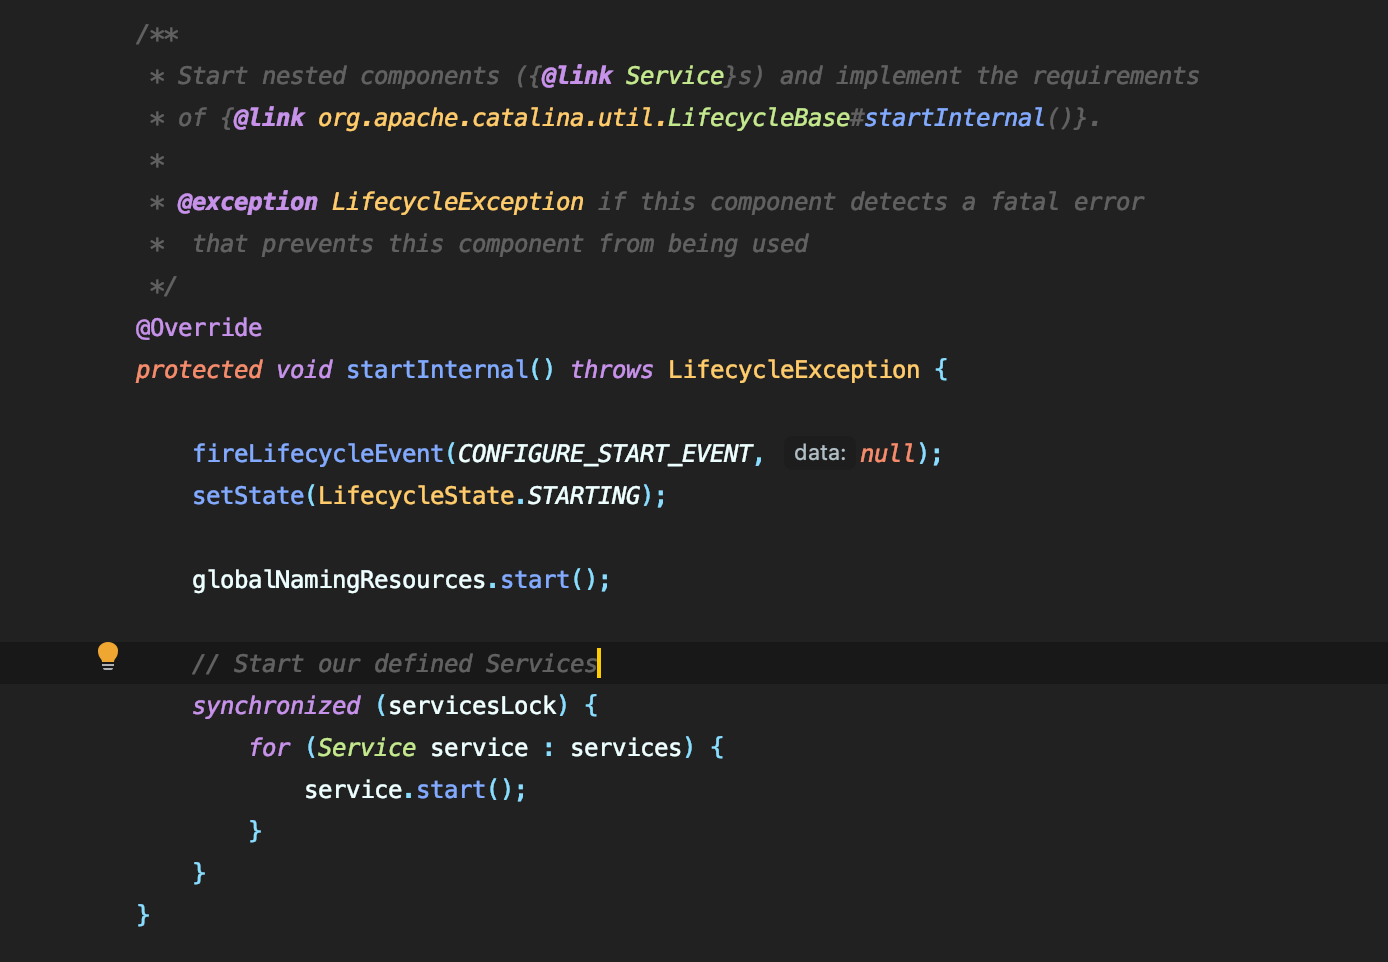 /**
 * Start nested components ({@link Service}s) and implement the requirements
 * of {@link org.apache.catalina.util.LifecycleBase#startInternal()}.
 *
 * @exception LifecycleException if this component detects a fatal error
 *  that prevents this component from being used
 */
@Override
protected void startInternal() throws LifecycleException {
    fireLifecycleEvent(CONFIGURE_START_EVENT, data: null);
    setState(LifecycleState.STARTING);
    globalNamingResources.start();
    // Start our defined Services
    synchronized (servicesLock) {
        for (Service service : services) {
            service.start();
        }
    }
}